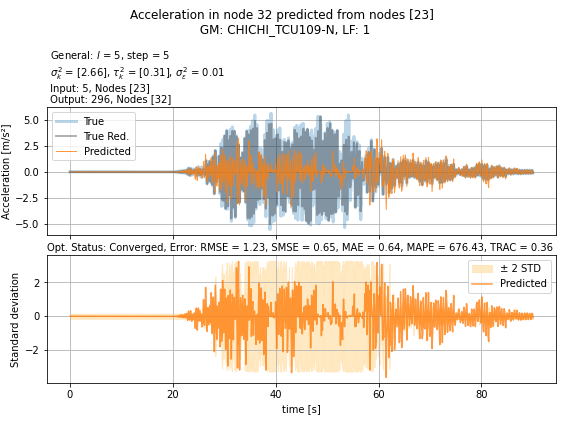 Acceleration in node 32 predicted from nodes [23]
GM: CHICHI_TCU109-N, LF: 1
General: l = 5, step = 5
σ²ₖ = [2.66], τ²ₖ = [0.31], σ²ε = 0.01
Input: 5, Nodes [23]
Output: 296, Nodes [32]
Acceleration [m/s²]
5.0
2.5
0.0
−2.5
−5.0
True
True Red.
Predicted
Opt. Status: Converged, Error: RMSE = 1.23, SMSE = 0.65, MAE = 0.64, MAPE = 676.43, TRAC = 0.36
Standard deviation
2
0
−2
± 2 STD
Predicted
0 20 40 60 80
time [s]